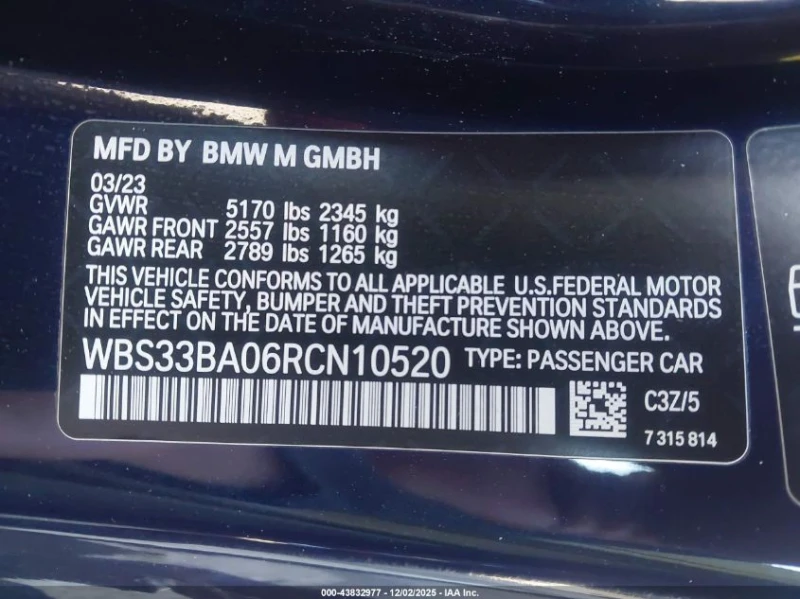 MFD BY BMW M GMBH
03/23
GVWR 5170 lbs 2345 kg
GAWR FRONT 2557 lbs 1160 kg
GAWR REAR 2789 lbs 1265 kg
THIS VEHICLE CONFORMS TO ALL APPLICABLE U.S.FEDERAL MOTOR
VEHICLE SAFETY, BUMPER AND THEFT PREVENTION STANDARDS
IN EFFECT ON THE DATE OF MANUFACTURE SHOWN ABOVE.
WBS33BA06RCN10520 TYPE: PASSENGER CAR
C3Z/5
7 315 814
000-43832977 - 12/02/2025 - IAA Inc.